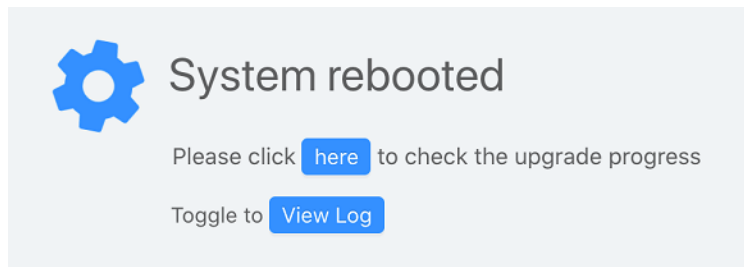 System rebooted
Please click here to check the upgrade progress
Toggle to View Log